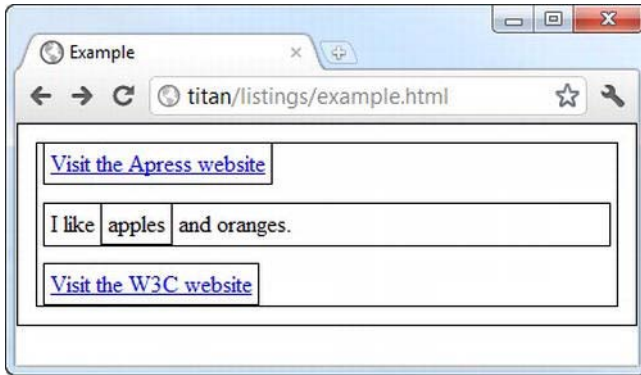 Example
titan/listings/example.html
Visit the Apress website
I like apples and oranges.
Visit the W3C website